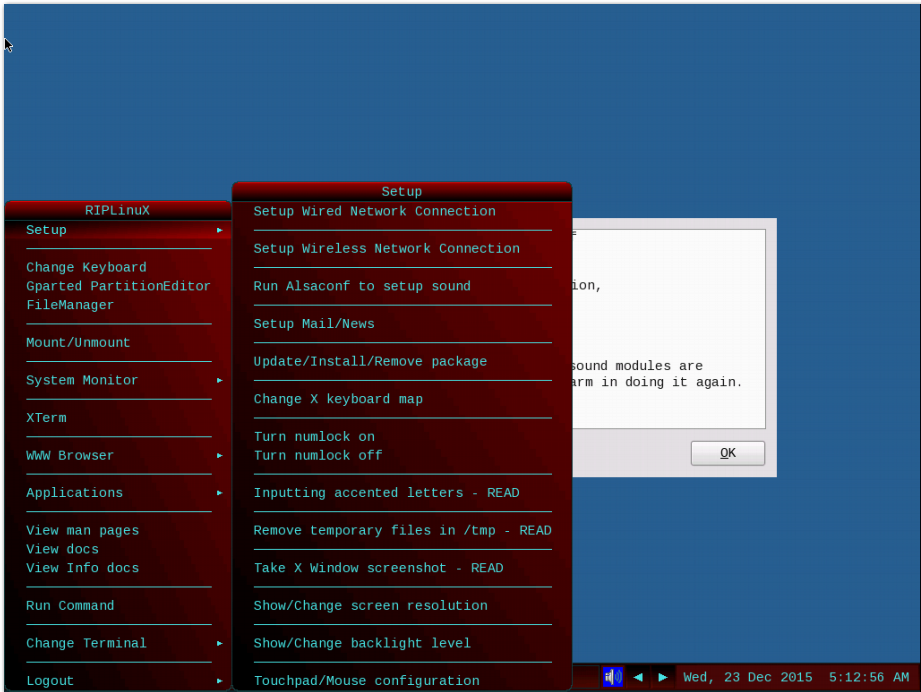 RIPLinuX
Setup
Change Keyboard
Gparted PartitionEditor
FileManager
Mount/Unmount
System Monitor
XTerm
WWW Browser
Applications
View man pages
View docs
View Info docs
Run Command
Change Terminal
Logout
Setup
Setup Wired Network Connection
Setup Wireless Network Connection
Run Alsaconf to setup sound
Setup Mail/News
Update/Install/Remove package
Change X keyboard map
Turn numlock on
Turn numlock off
Inputting accented letters - READ
Remove temporary files in /tmp - READ
Take X Window screenshot - READ
Show/Change screen resolution
Show/Change backlight level
Touchpad/Mouse configuration
ion,
sound modules are
arm in doing it again.
OK
Wed, 23 Dec 2015 5:12:56 AM